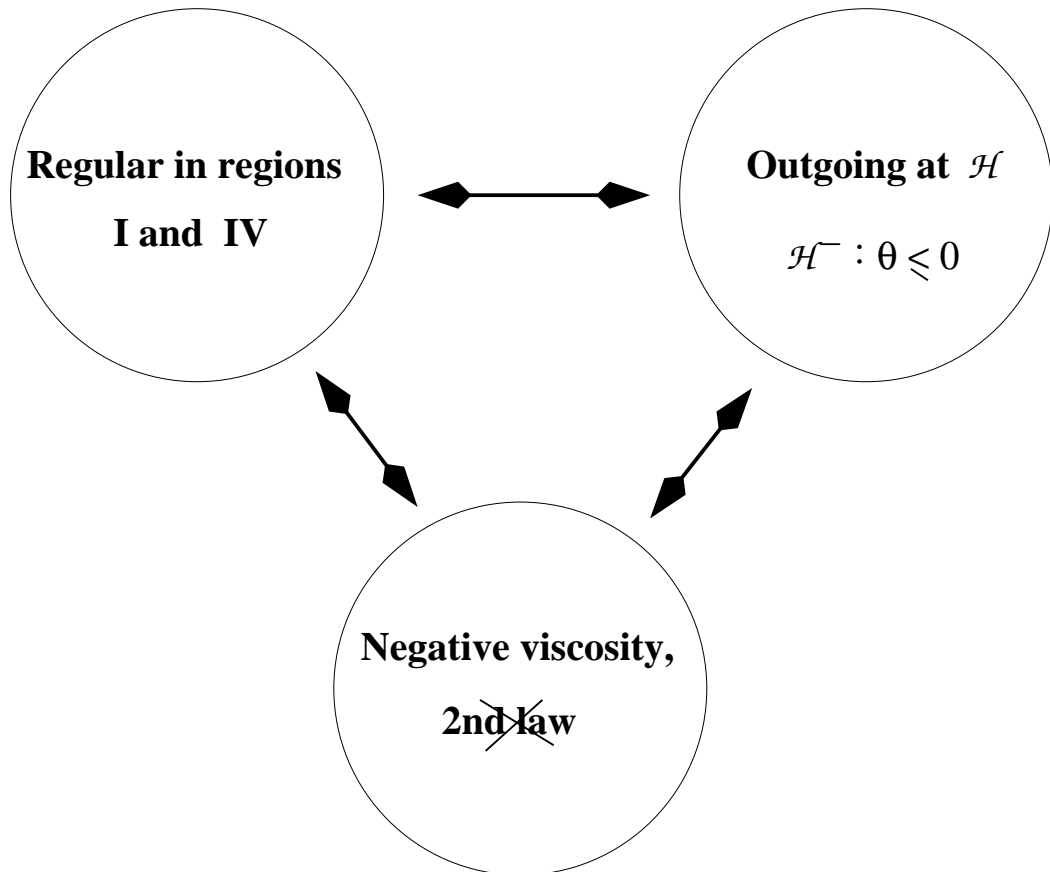 Regular in regions
I and IV
Outgoing at ℋ
ℋ⁻ : θ ≤ 0
Negative viscosity,
2nd law